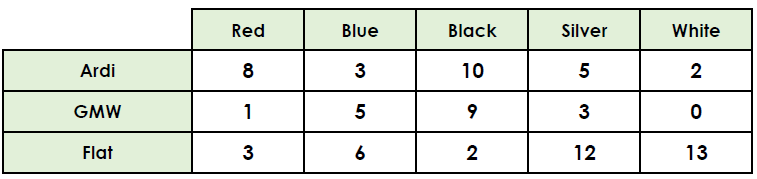 Red Blue Black Silver White
Ardi 8 3 10 5 2
GMW 1 5 9 3 0
Flat 3 6 2 12 13